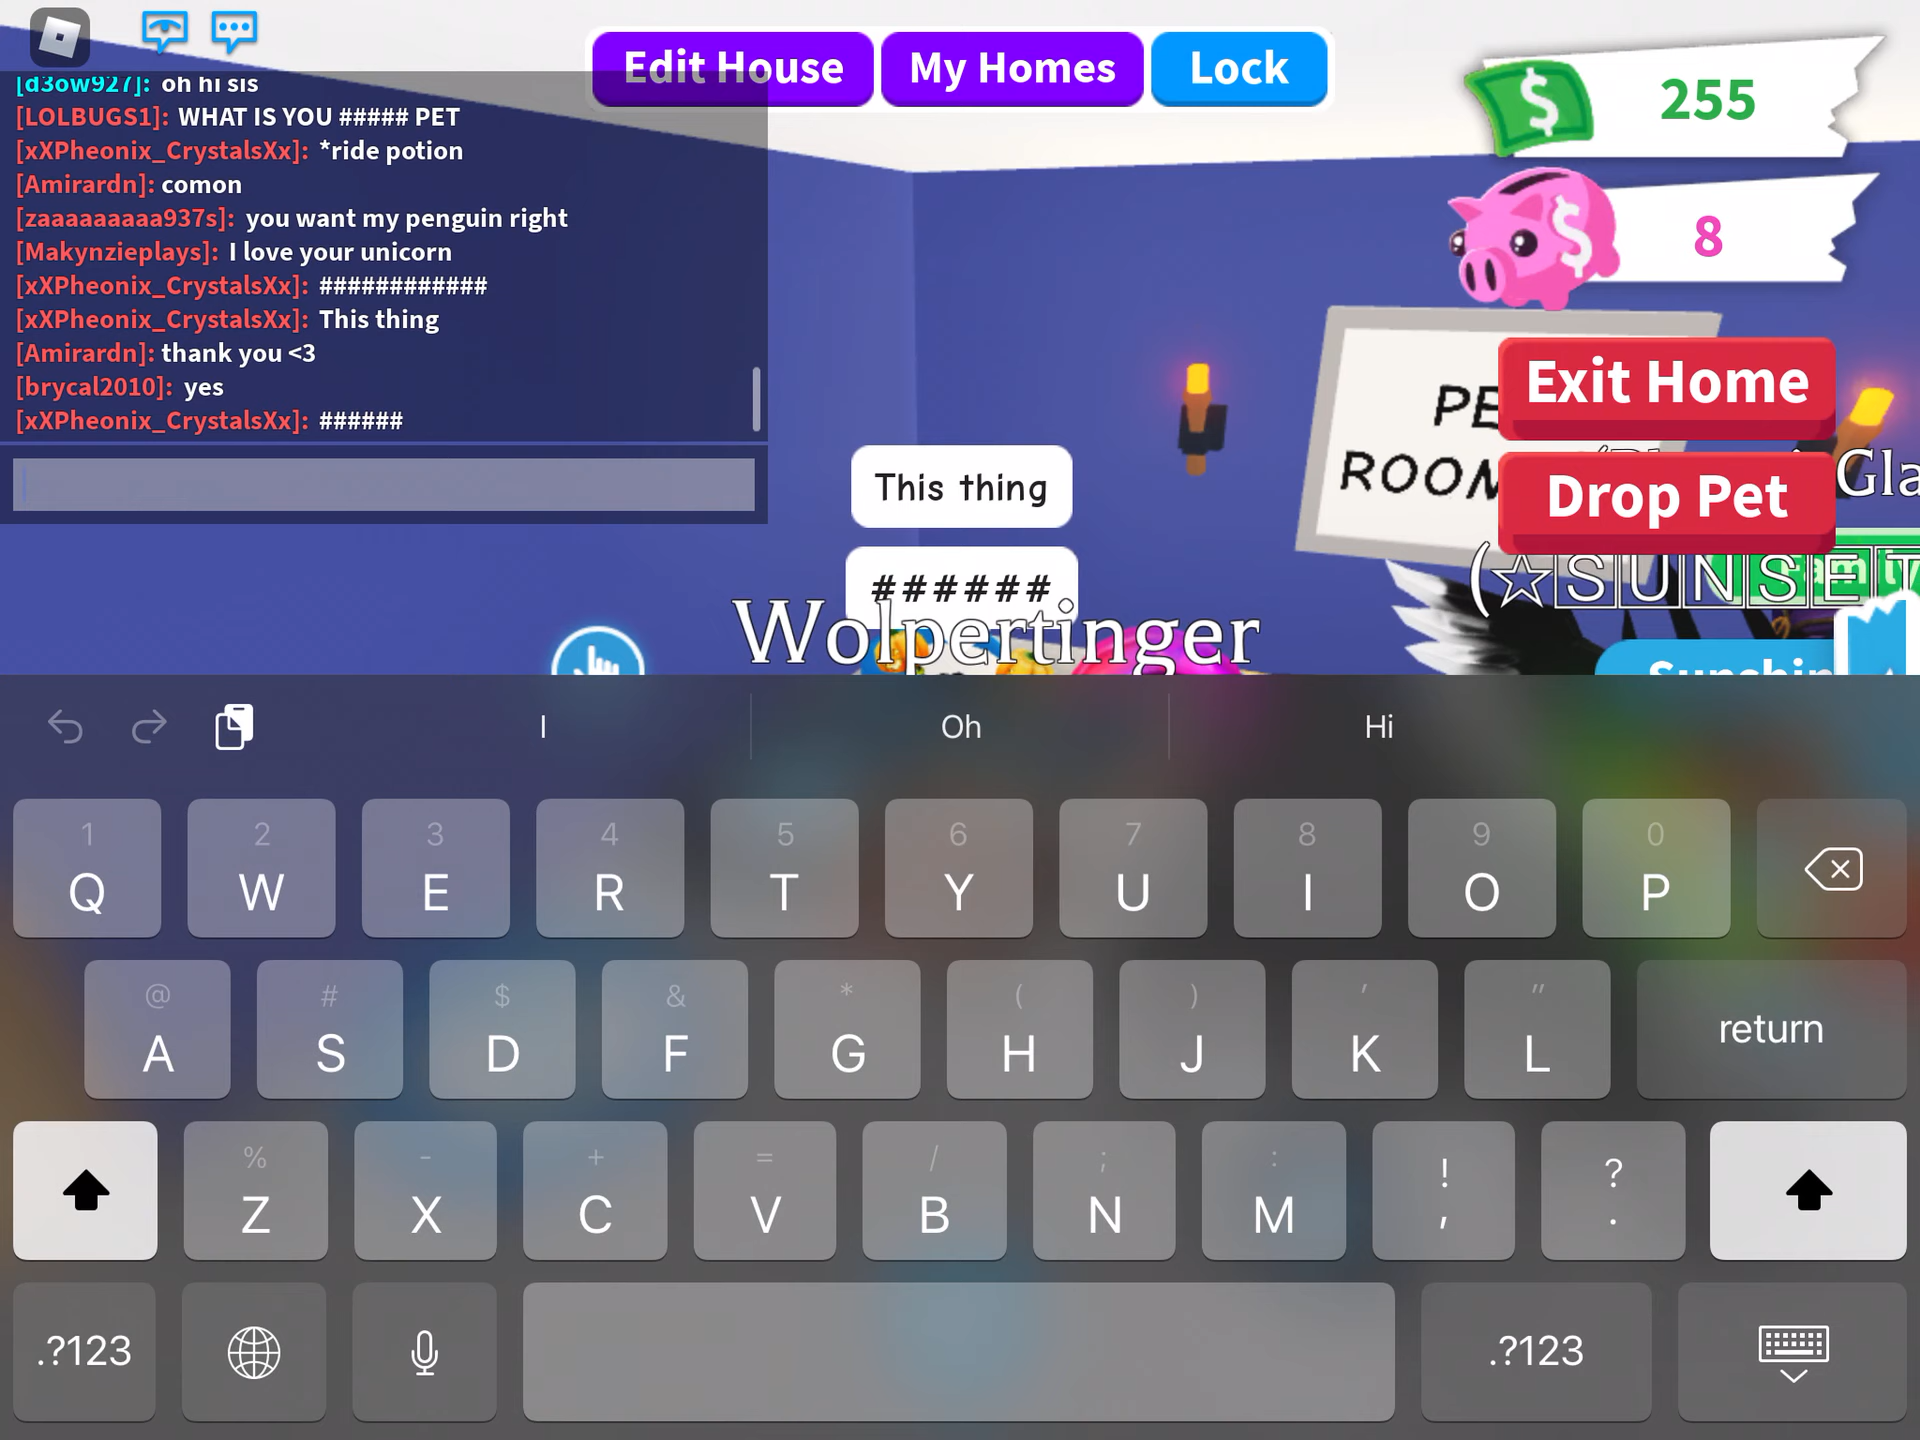 Edit House My Homes Lock
255
8
[d3ow927]: oh hi sis
[LOLBUGS1]: WHAT IS YOU ##### PET
[xXPheonix_CrystalsXx]: *ride potion
[Amirardn]: comon
[zaaaaaaaaa937s]: you want my penguin right
[Makynzieplays]: I love your unicorn
[xXPheonix_CrystalsXx]: ############
[xXPheonix_CrystalsXx]: This thing
[Amirardn]: thank you <3
[brycal2010]: yes
[xXPheonix_CrystalsXx]: ######
Exit Home
Drop Pet
This thing
######
Wolpertinger
(☆SUNSET
I Oh Hi
1 2 3 4 5 6 7 8 9 0
Q W E R T Y U I O P
@ # $ & * ( ) ' "
A S D F G H J K L return
% - + = / ; : ! ?
Z X C V B N M , .
.?123 .?123